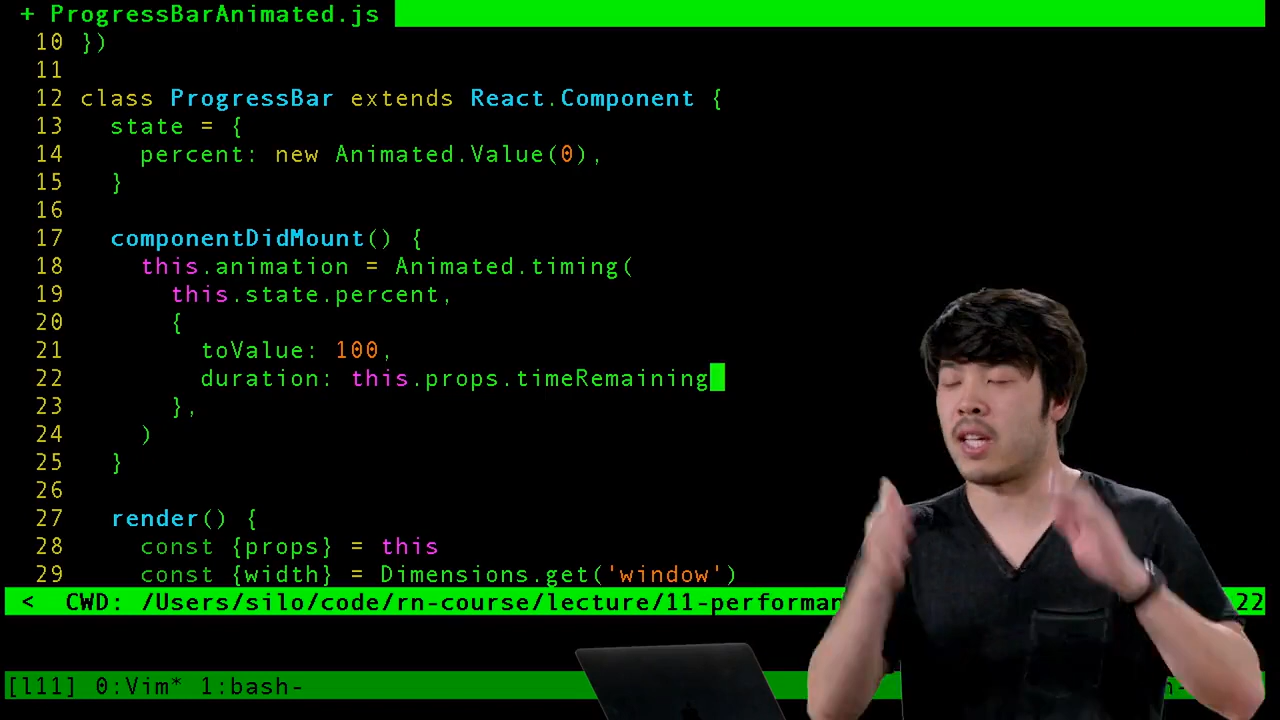 + ProgressBarAnimated.js
10 })
11
12 class ProgressBar extends React.Component {
13   state = {
14     percent: new Animated.Value(0),
15   }
16
17   componentDidMount() {
18     this.animation = Animated.timing(
19       this.state.percent,
20       {
21         toValue: 100,
22         duration: this.props.timeRemaining
23       },
24     )
25   }
26
27   render() {
28     const {props} = this
29     const {width} = Dimensions.get('window')
<  CWD: /Users/silo/code/rn-course/lecture/11-performan 22
[l11] 0:Vim* 1:bash-